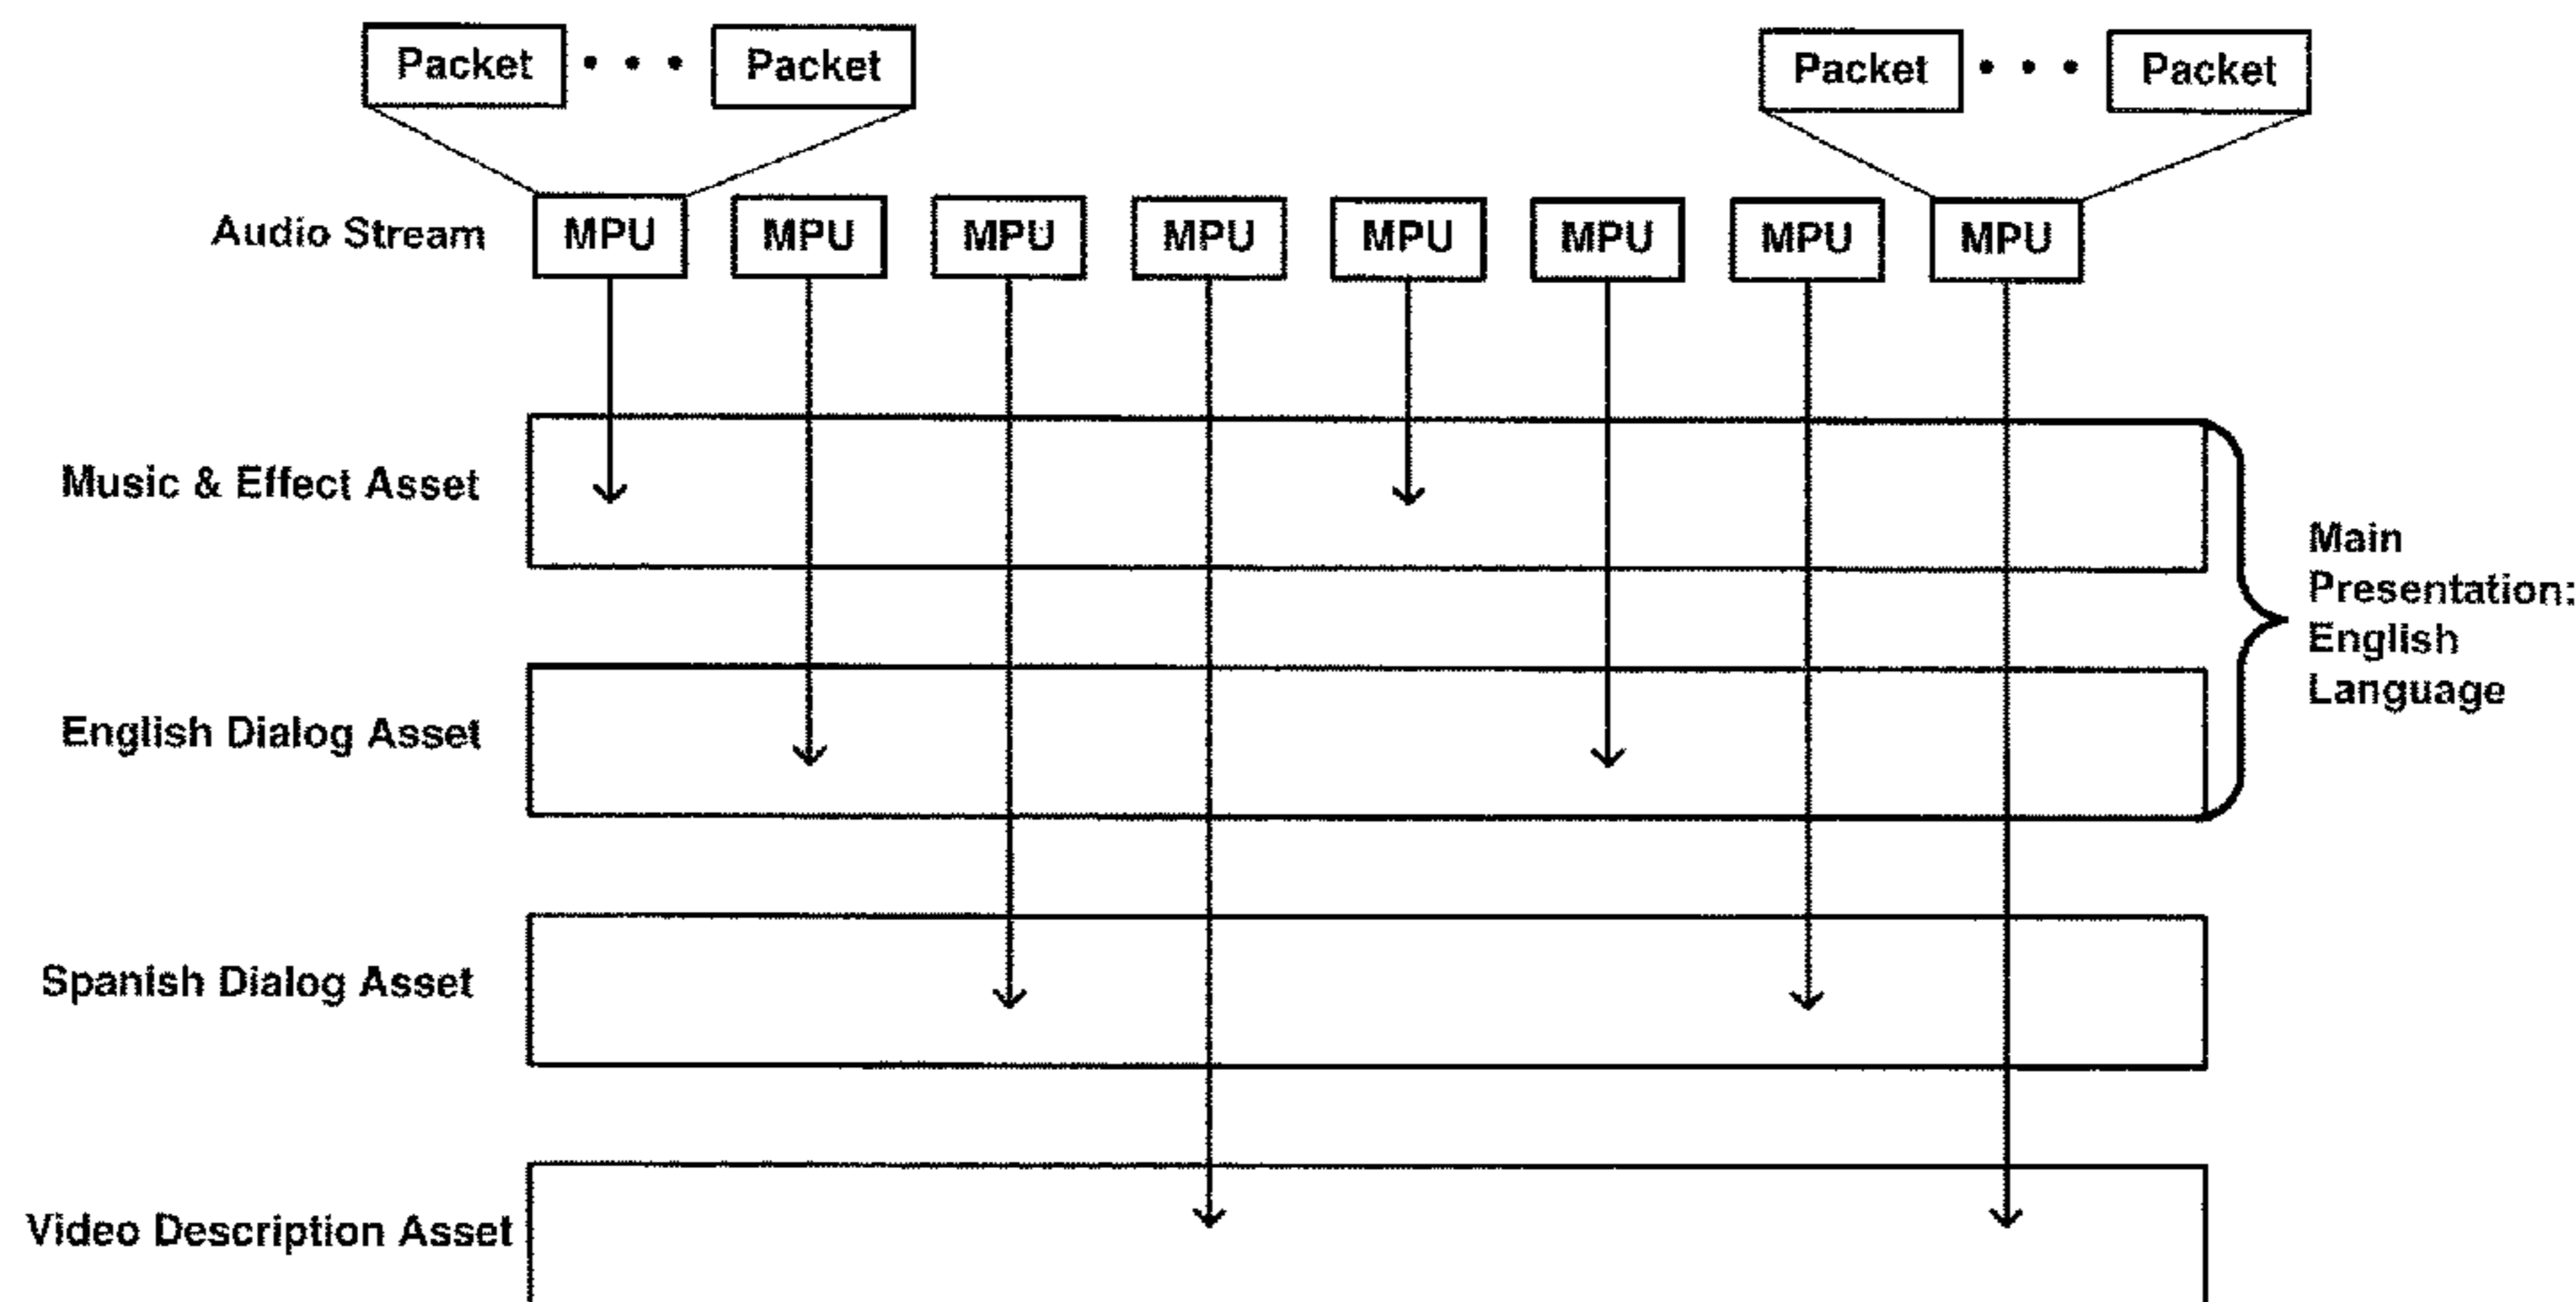 Packet • • • Packet
Packet • • • Packet
Audio Stream
MPU MPU MPU MPU MPU MPU MPU MPU
Music & Effect Asset
Main
Presentation:
English
Language
English Dialog Asset
Spanish Dialog Asset
Video Description Asset